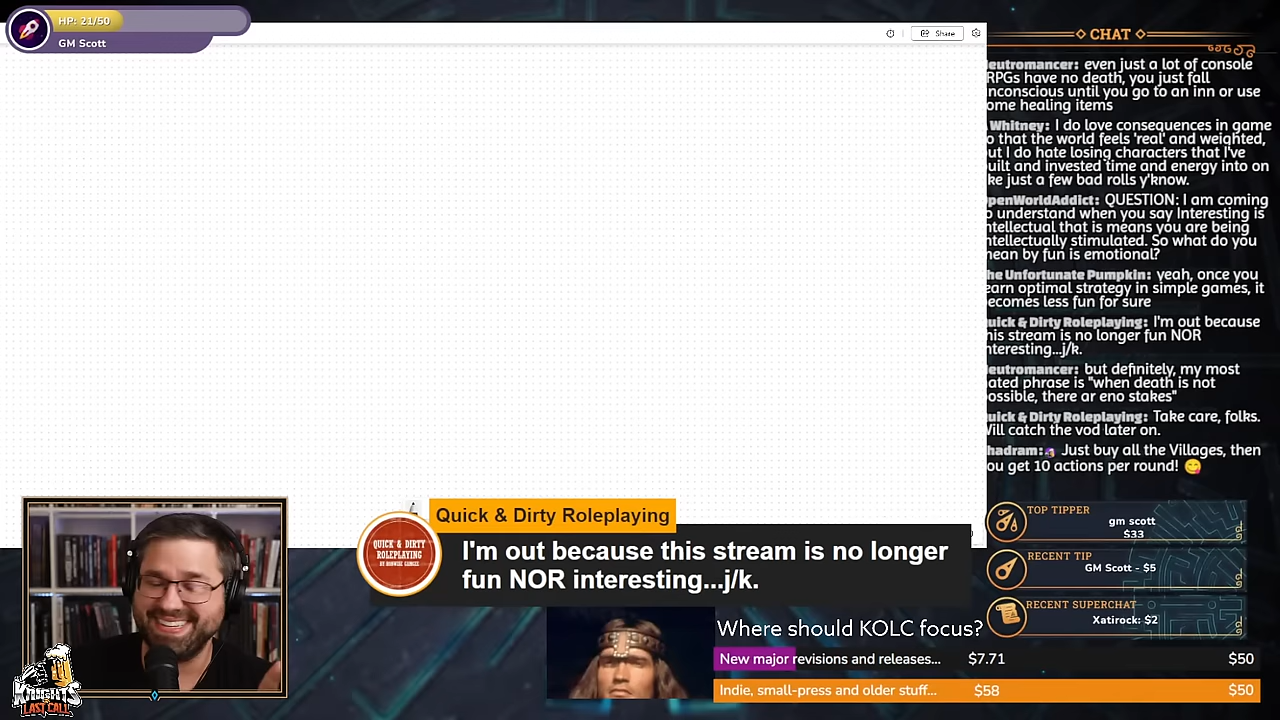 HP: 21/50
GM Scott
Share
CHAT
eutromancer: even just a lot of console
RPGs have no death, you just fall
nconscious until you go to an inn or use
ome healing items
Whitney: I do love consequences in game
o that the world feels 'real' and weighted,
ut I do hate losing characters that I've
uilt and invested time and energy into on
ke just a few bad rolls y'know.
penWorldAddict: QUESTION: I am coming
o understand when you say Interesting is
ntellectual that is means you are being
ntellectually stimulated. So what do you
mean by fun is emotional?
he Unfortunate Pumpkin: yeah, once you
earn optimal strategy in simple games, it
ecomes less fun for sure
uick & Dirty Roleplaying: I'm out because
his stream is no longer fun NOR
nteresting...j/k.
eutromancer: but definitely, my most
ated phrase is "when death is not
ossible, there ar eno stakes"
uick & Dirty Roleplaying: Take care, folks.
Will catch the vod later on.
hadram: Just buy all the Villages, then
ou get 10 actions per round! 😋
TOP TIPPER
gm scott
$33
RECENT TIP
GM Scott - $5
RECENT SUPERCHAT
Xatirock: $2
Quick & Dirty Roleplaying
QUICK & DIRTY
ROLEPLAYING
I'm out because this stream is no longer
fun NOR interesting...j/k.
Where should KOLC focus?
New major revisions and releases... $7.71 $50
Indie, small-press and older stuff... $58 $50
KNIGHTS
LAST CALL